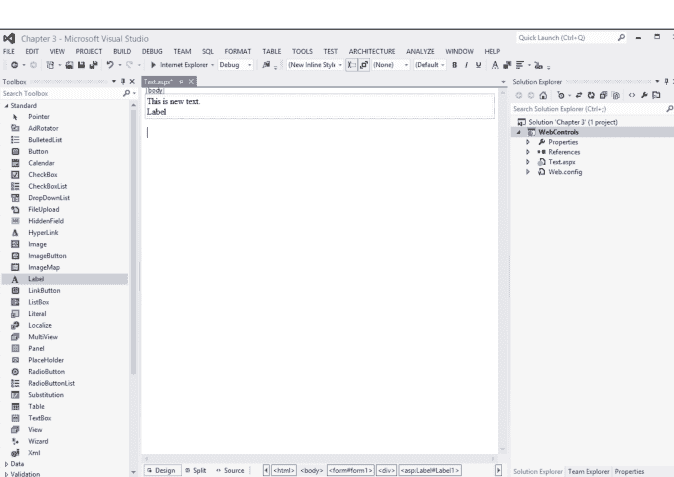 Chapter 3 - Microsoft Visual Studio
Quick Launch (Ctrl+Q)
FILE EDIT VIEW PROJECT BUILD DEBUG TEAM SQL FORMAT TABLE TOOLS TEST ARCHITECTURE ANALYZE WINDOW HELP
Internet Explorer Debug (New Inline Style (None) (Default B I U A
Toolbox
Search Toolbox
Standard
Pointer
AdRotator
BulletedList
Button
Calendar
CheckBox
CheckBoxList
DropDownList
FileUpload
HiddenField
HyperLink
Image
ImageButton
ImageMap
Label
LinkButton
ListBox
Literal
Localize
MultiView
Panel
PlaceHolder
RadioButton
RadioButtonList
Substitution
Table
TextBox
View
Wizard
Xml
Data
Validation
Text.aspx*
body
This is new text.
Label
Design Split Source <html> <body> <form#form1> <div> <asp:Label#Label1>
Solution Explorer
Search Solution Explorer (Ctrl+;)
Solution 'Chapter 3' (1 project)
WebControls
Properties
References
Text.aspx
Web.config
Solution Explorer Team Explorer Properties